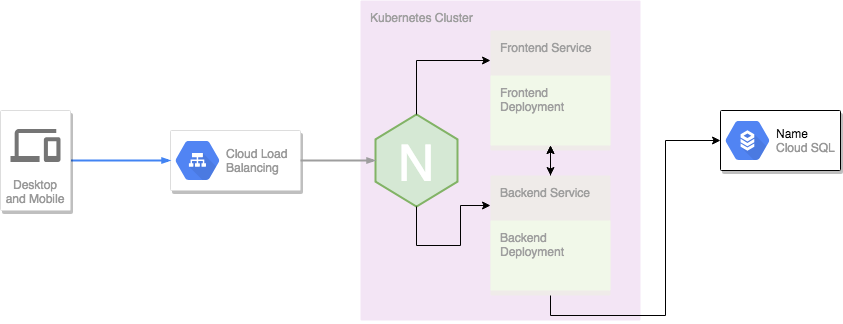 Kubernetes Cluster
Frontend Service
Frontend
Deployment
Desktop
and Mobile
Cloud Load
Balancing
N
Name
Cloud SQL
Backend Service
Backend
Deployment